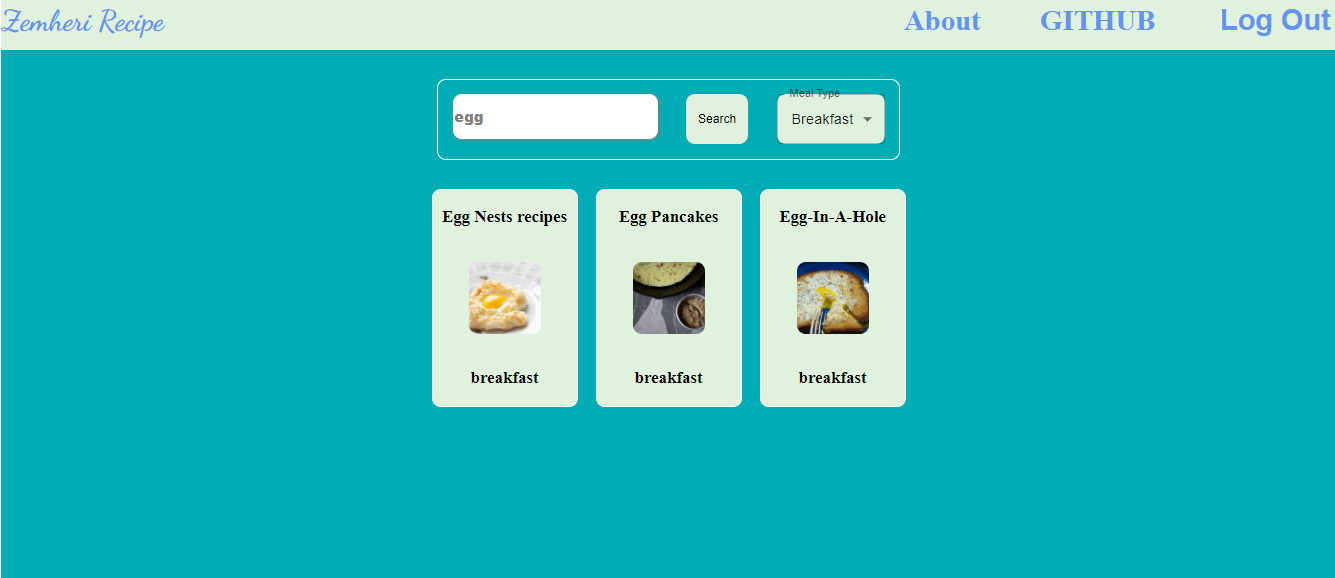 Zemheri Recipe
About
GITHUB
Log Out
egg
Search
Meal Type
Breakfast
Egg Nests recipes
Egg Pancakes
Egg-In-A-Hole
breakfast
breakfast
breakfast